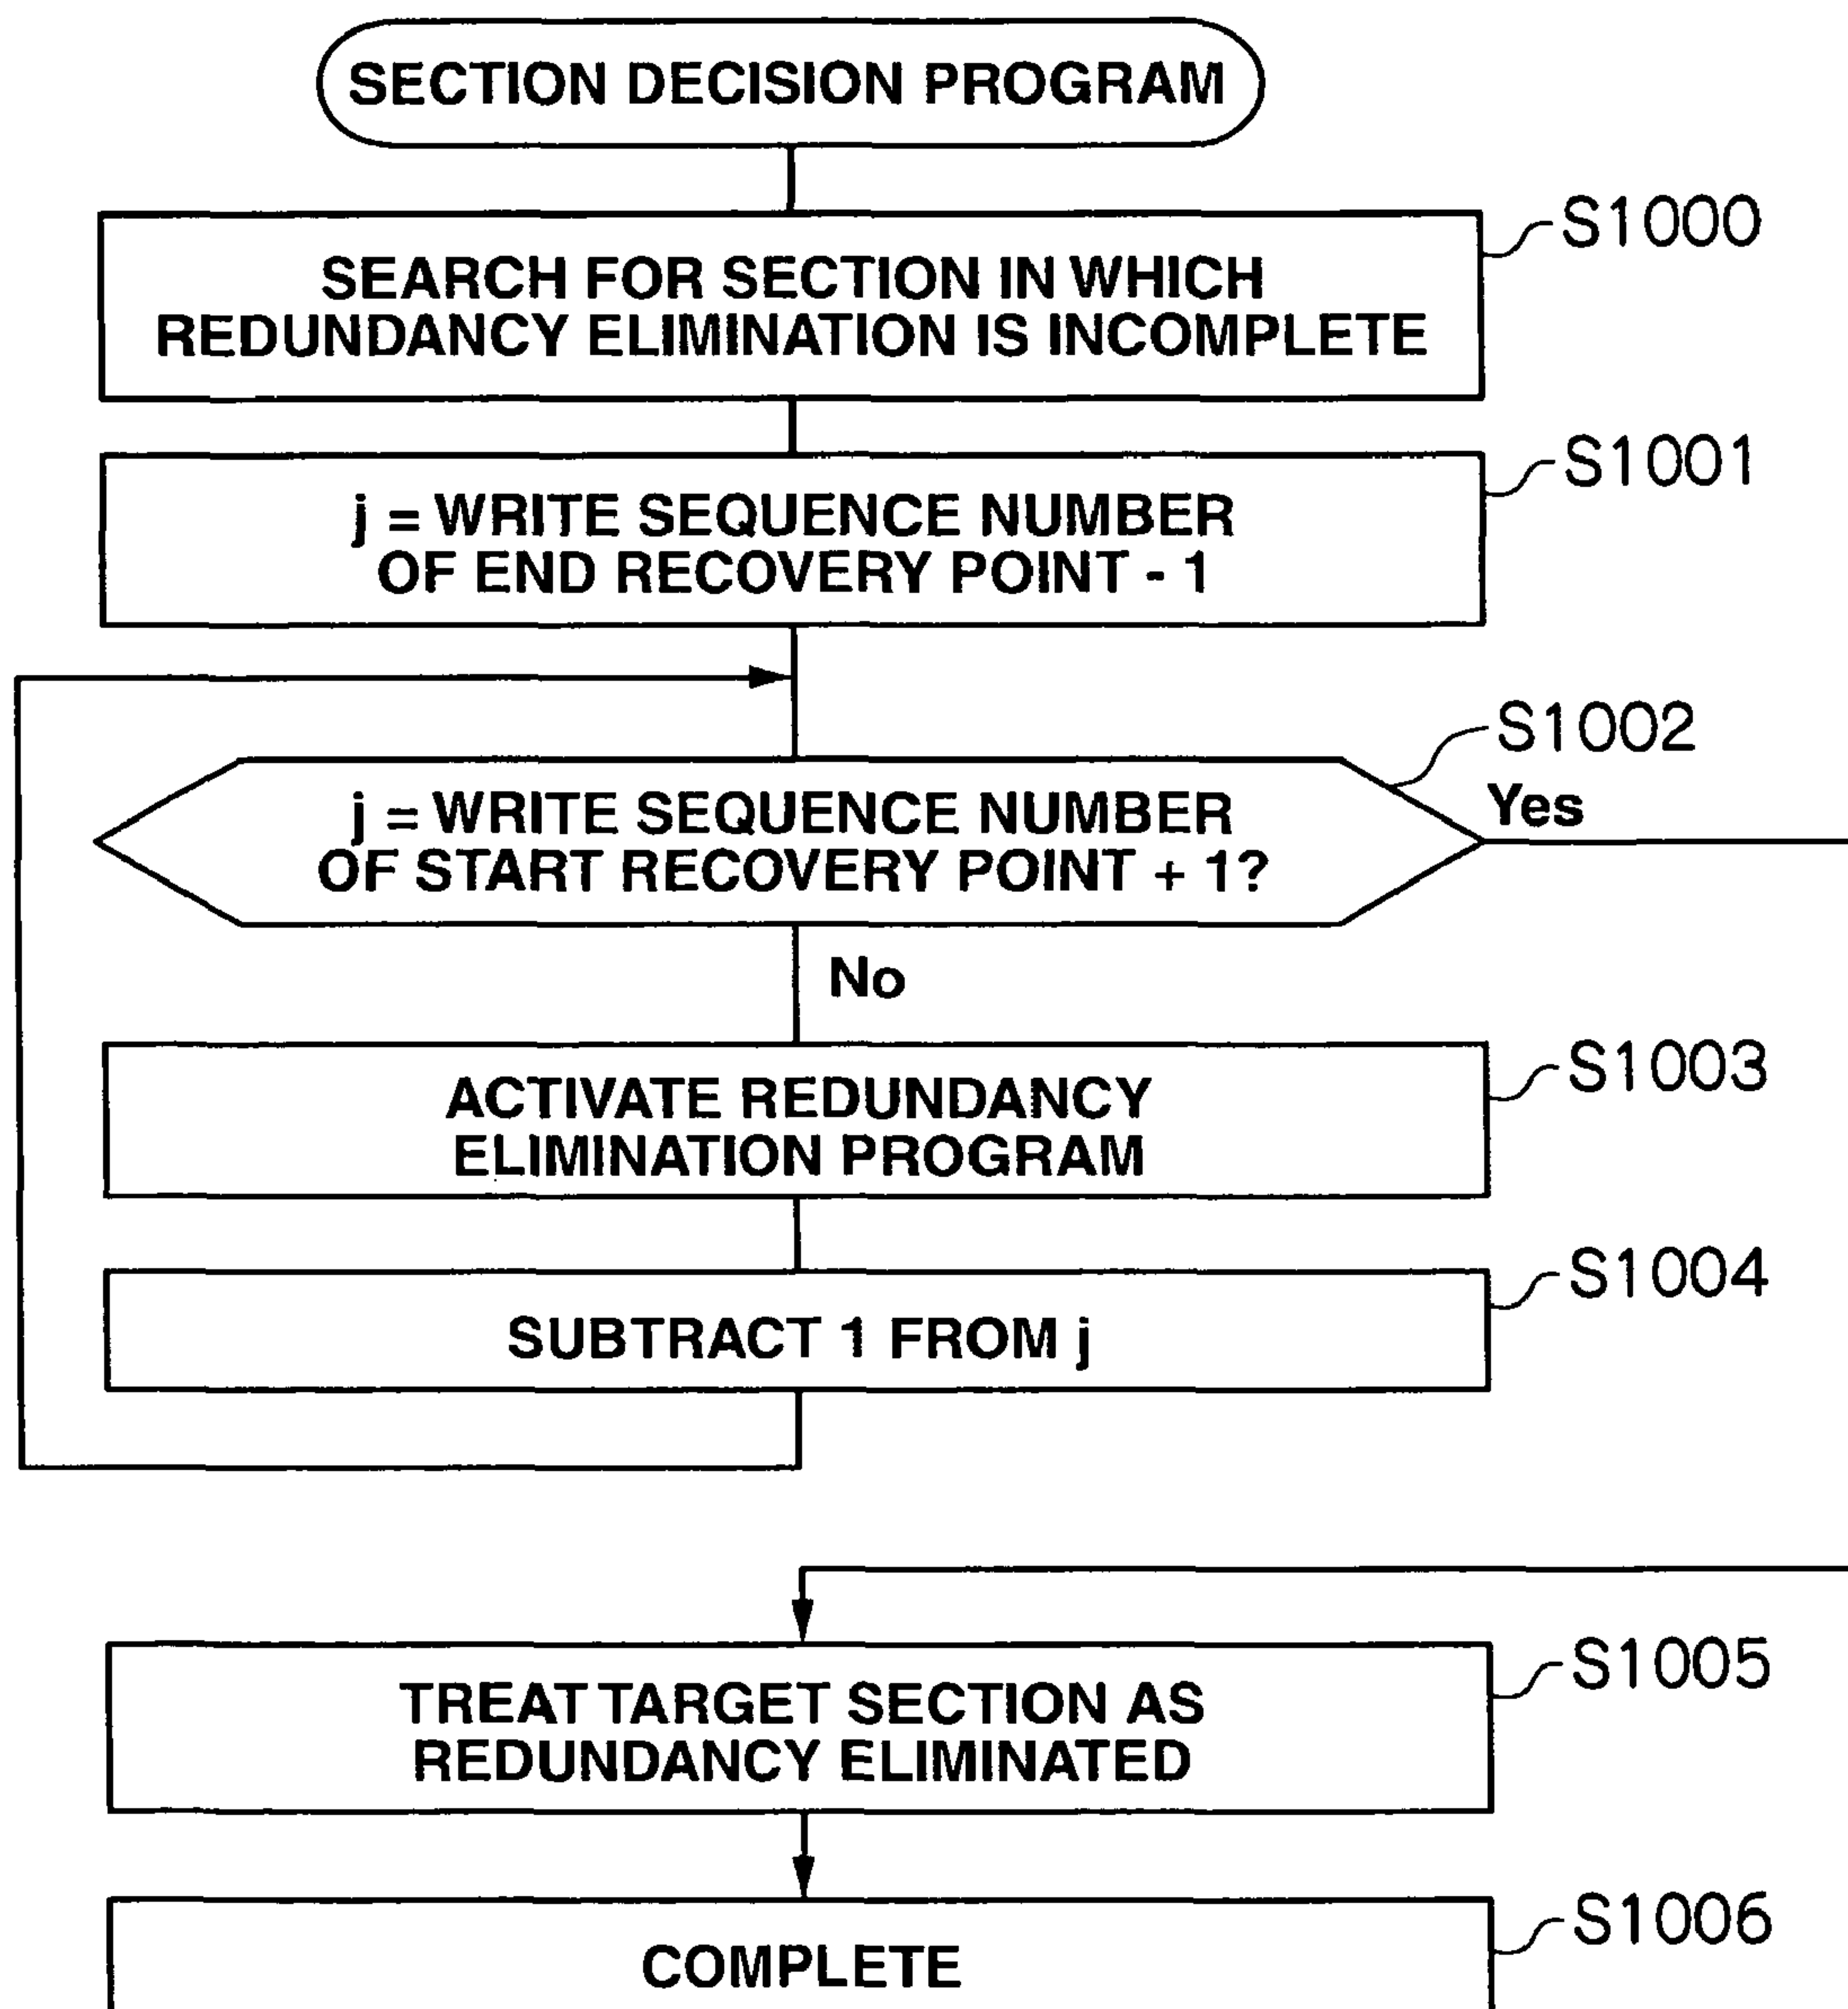 SECTION DECISION PROGRAM
S1000
SEARCH FOR SECTION IN WHICH
REDUNDANCY ELIMINATION IS INCOMPLETE
S1001
j = WRITE SEQUENCE NUMBER
OF END RECOVERY POINT - 1
S1002
j = WRITE SEQUENCE NUMBER
OF START RECOVERY POINT + 1?
Yes
No
S1003
ACTIVATE REDUNDANCY
ELIMINATION PROGRAM
S1004
SUBTRACT 1 FROM j
S1005
TREAT TARGET SECTION AS
REDUNDANCY ELIMINATED
S1006
COMPLETE